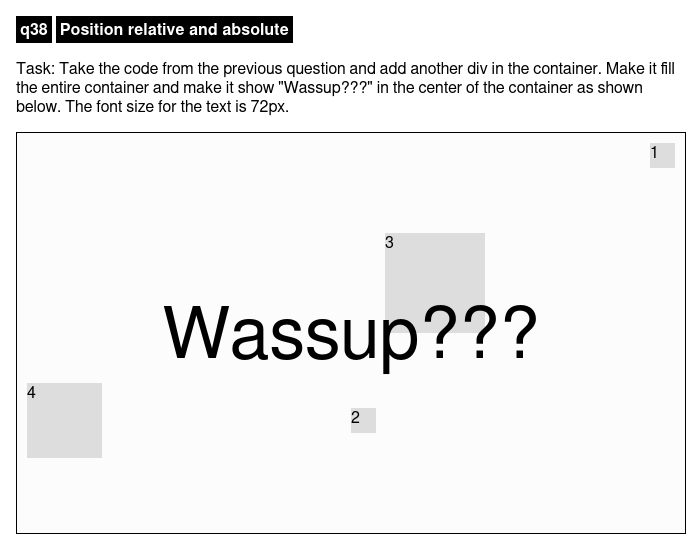 q38 Position relative and absolute
Task: Take the code from the previous question and add another div in the container. Make it fill
the entire container and make it show "Wassup???" in the center of the container as shown
below. The font size for the text is 72px.
1
3
Wassup???
4
2